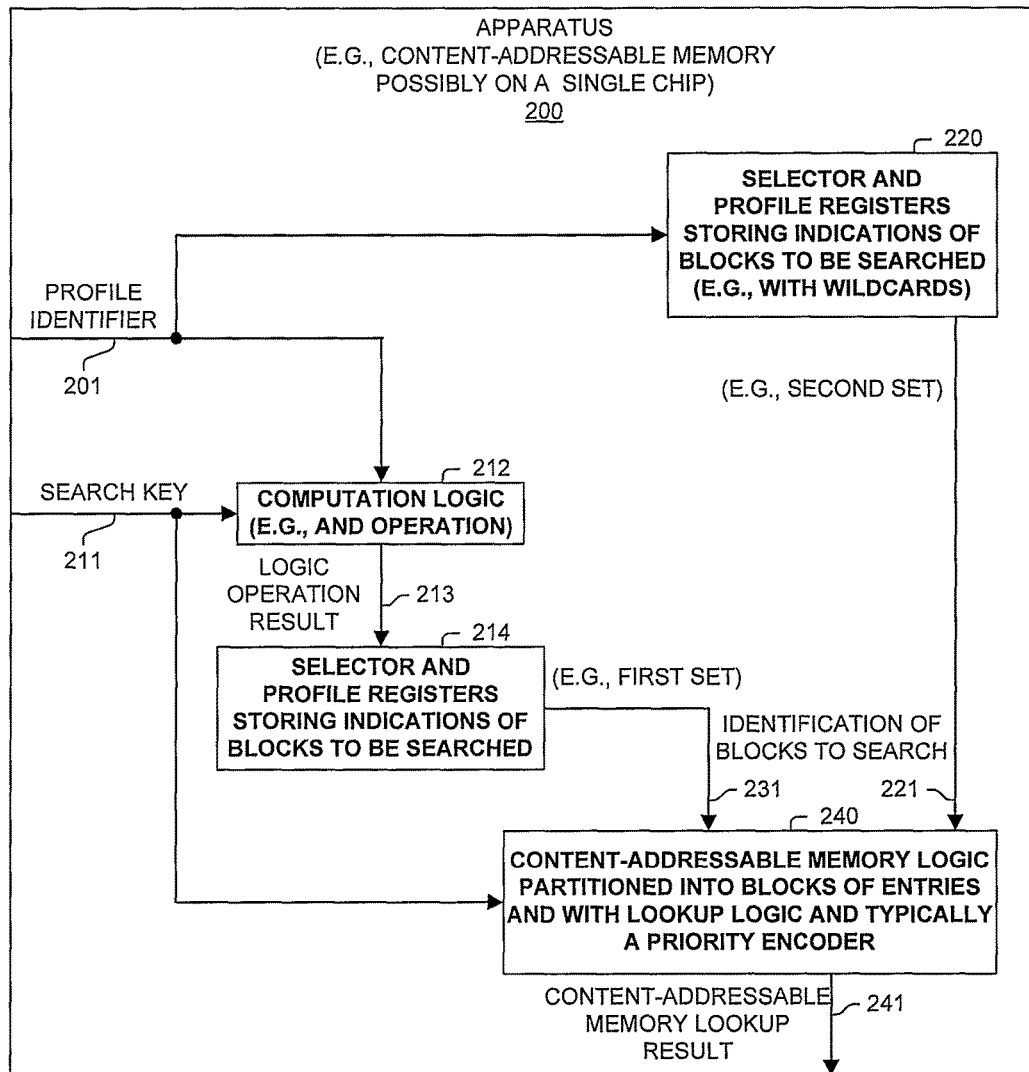 APPARATUS
(E.G., CONTENT-ADDRESSABLE MEMORY
POSSIBLY ON A SINGLE CHIP)
200
220
SELECTOR AND
PROFILE REGISTERS
STORING INDICATIONS OF
BLOCKS TO BE SEARCHED
(E.G., WITH WILDCARDS)
PROFILE
IDENTIFIER
201
(E.G., SECOND SET)
212
SEARCH KEY
COMPUTATION LOGIC
(E.G., AND OPERATION)
211
LOGIC
OPERATION
RESULT
213
214
SELECTOR AND
PROFILE REGISTERS
STORING INDICATIONS OF
BLOCKS TO BE SEARCHED
(E.G., FIRST SET)
IDENTIFICATION OF
BLOCKS TO SEARCH
231
221
240
CONTENT-ADDRESSABLE MEMORY LOGIC
PARTITIONED INTO BLOCKS OF ENTRIES
AND WITH LOOKUP LOGIC AND TYPICALLY
A PRIORITY ENCODER
CONTENT-ADDRESSABLE
MEMORY LOOKUP
RESULT
241